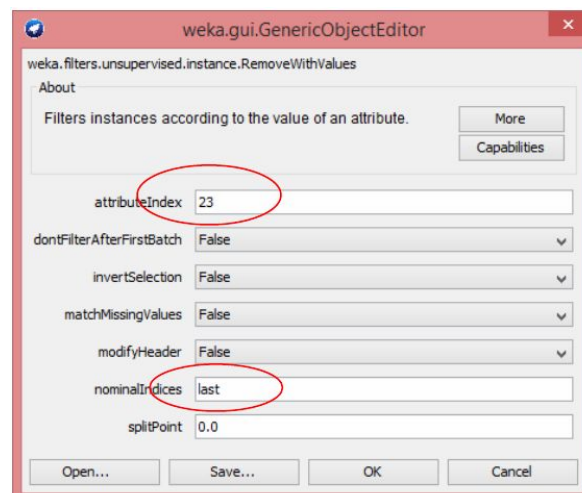 weka.gui.GenericObjectEditor
weka.filters.unsupervised.instance.RemoveWithValues
About
Filters instances according to the value of an attribute.
More
Capabilities
attributeIndex 23
dontFilterAfterFirstBatch False
invertSelection False
matchMissingValues False
modifyHeader False
nominalIndices last
splitPoint 0.0
Open... Save... OK Cancel